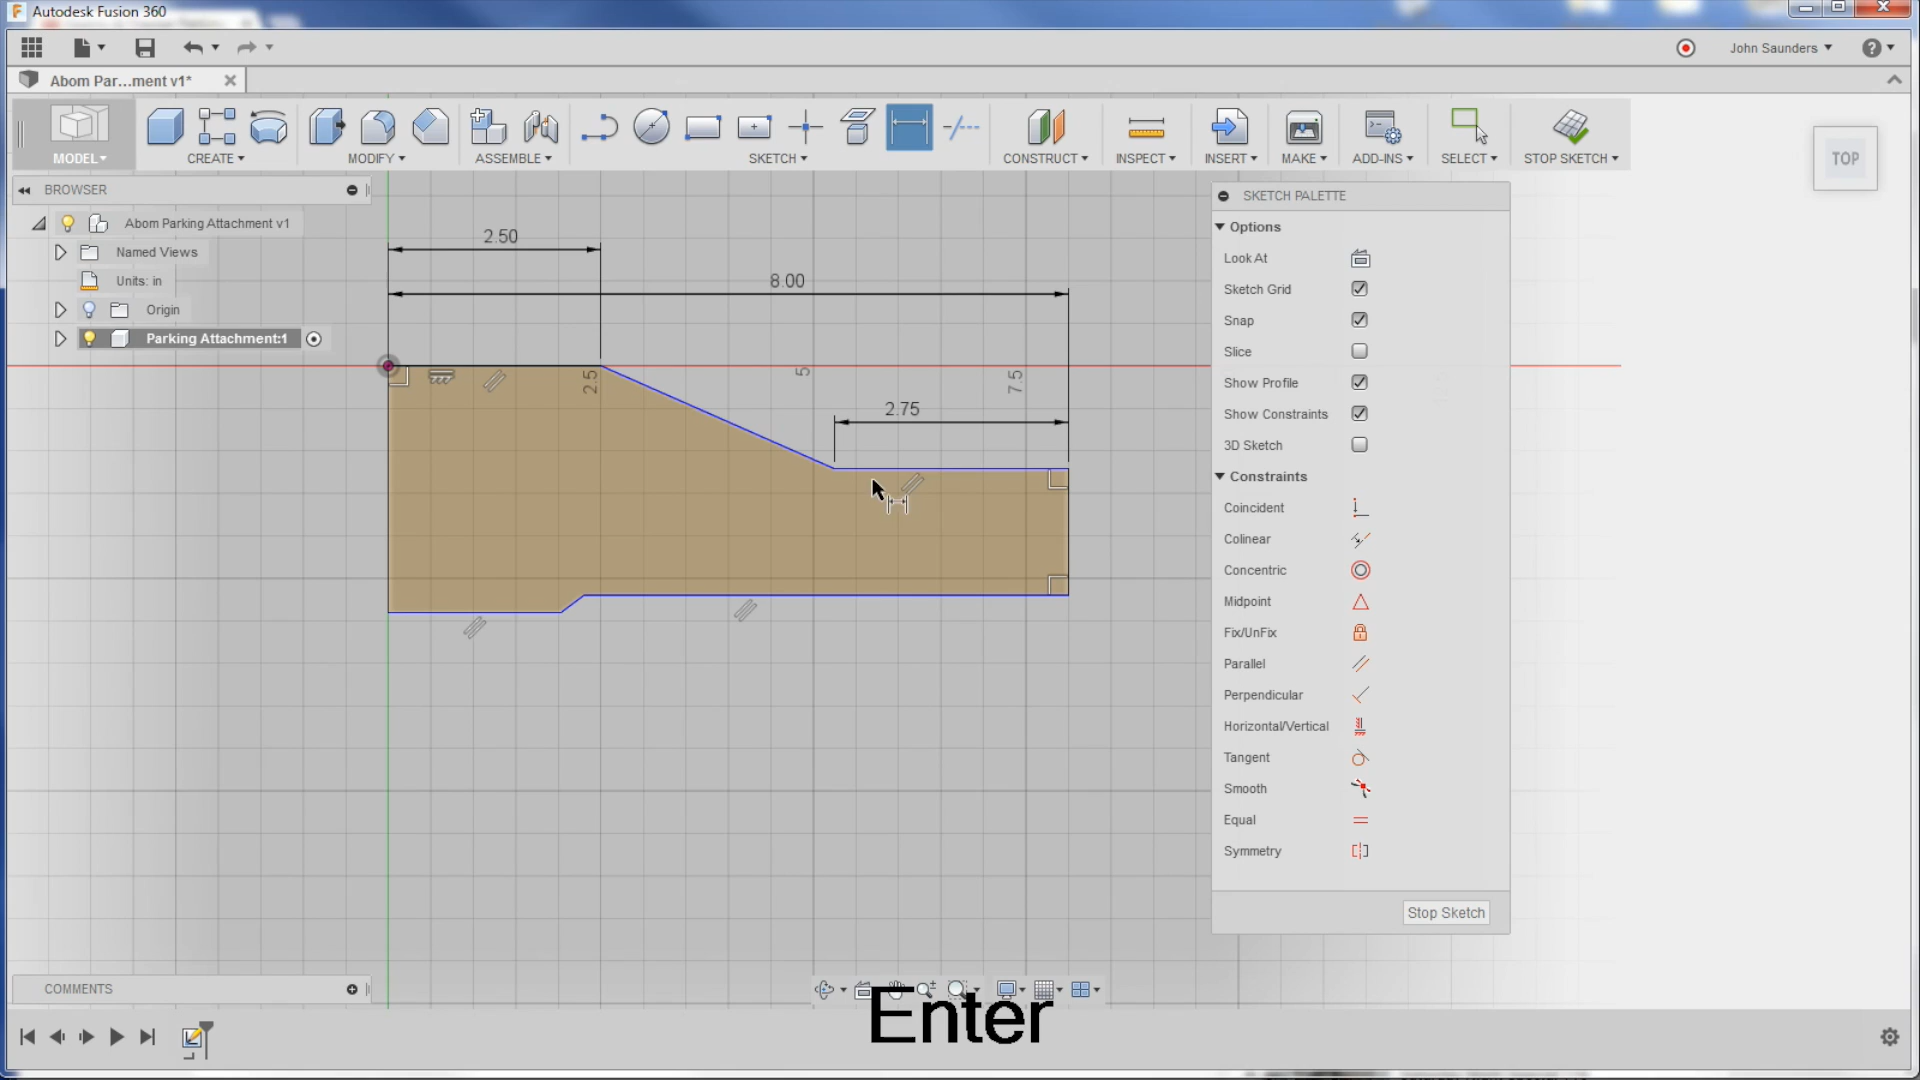 Autodesk Fusion 360
John Saunders
Abom Par...ment v1*
MODEL
CREATE
MODIFY
ASSEMBLE
SKETCH
CONSTRUCT
INSPECT
INSERT
MAKE
ADD-INS
SELECT
STOP SKETCH
TOP
BROWSER
Abom Parking Attachment v1
Named Views
Units: in
Origin
Parking Attachment:1
2.50
8.00
2.75
2.5
5
7.5
SKETCH PALETTE
Options
Look At
Sketch Grid
Snap
Slice
Show Profile
Show Constraints
3D Sketch
Constraints
Coincident
Colinear
Concentric
Midpoint
Fix/UnFix
Parallel
Perpendicular
Horizontal/Vertical
Tangent
Smooth
Equal
Symmetry
Stop Sketch
COMMENTS
Enter